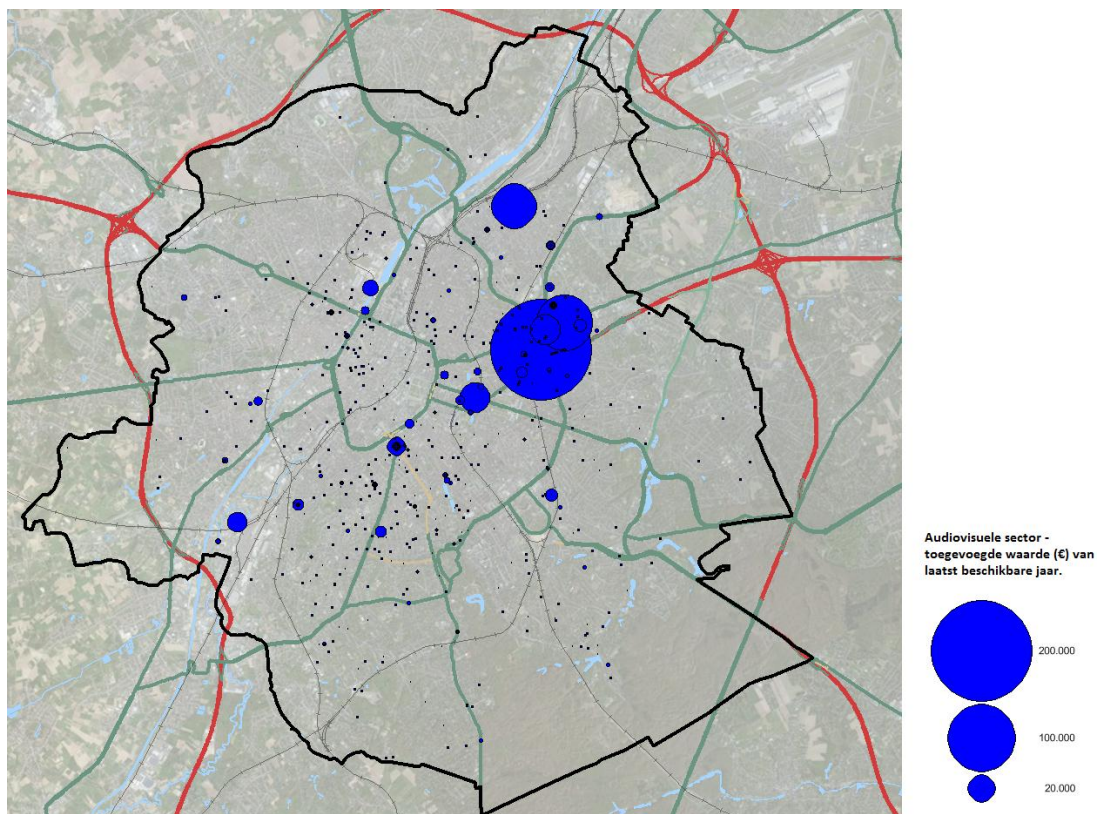 Audiovisuele sector -
toegevoegde waarde (€) van
laatst beschikbare jaar.
200.000
100.000
20.000